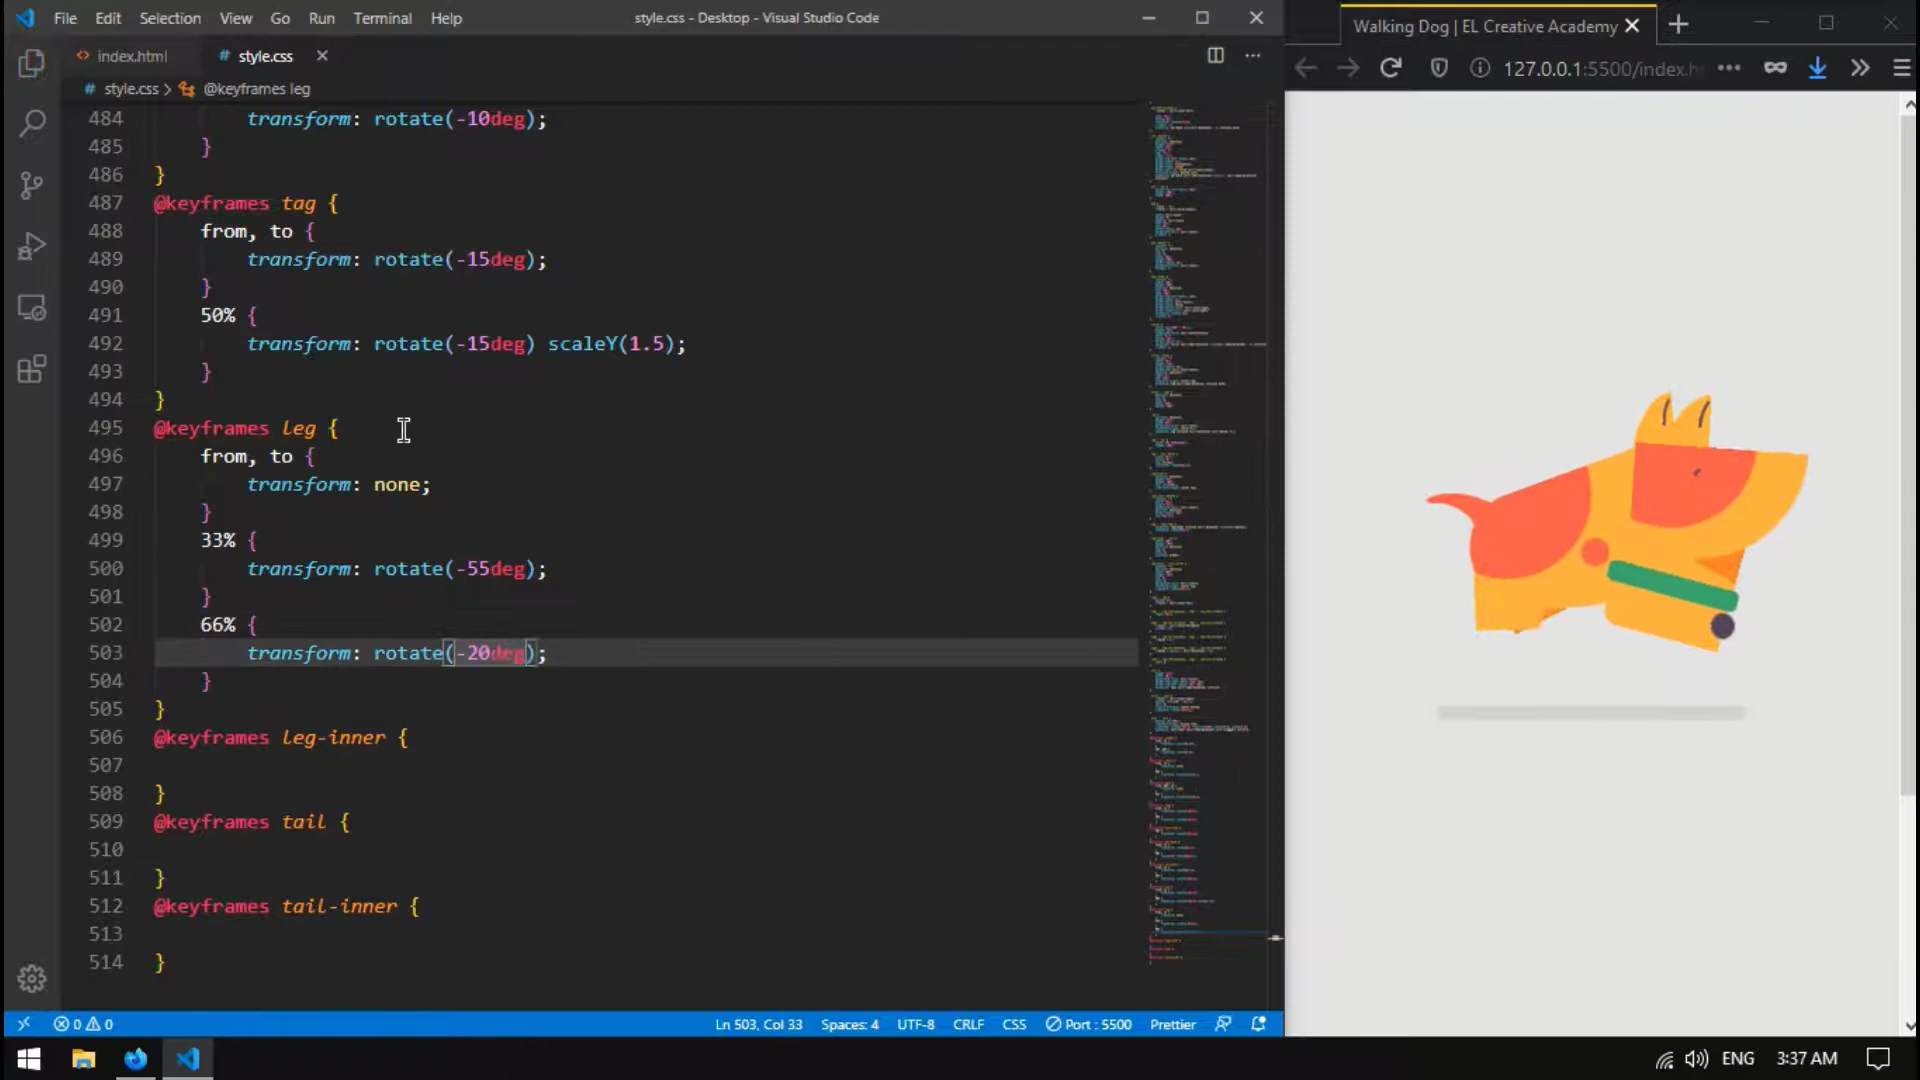 File Edit Selection View Go Run Terminal Help
style.css - Desktop - Visual Studio Code
index.html
# style.css
# style.css > @keyframes leg
484 transform: rotate(-10deg);
485 }
486 }
487 @keyframes tag {
488 from, to {
489 transform: rotate(-15deg);
490 }
491 50% {
492 transform: rotate(-15deg) scaleY(1.5);
493 }
494 }
495 @keyframes leg {
496 from, to {
497 transform: none;
498 }
499 33% {
500 transform: rotate(-55deg);
501 }
502 66% {
503 transform: rotate(-20deg);
504 }
505 }
506 @keyframes leg-inner {
507
508 }
509 @keyframes tail {
510
511 }
512 @keyframes tail-inner {
513
514 }
0 0
Ln 503, Col 33 Spaces: 4 UTF-8 CRLF CSS Port : 5500 Prettier
Walking Dog | EL Creative Academy
127.0.0.1:5500/index.h
ENG 3:37 AM